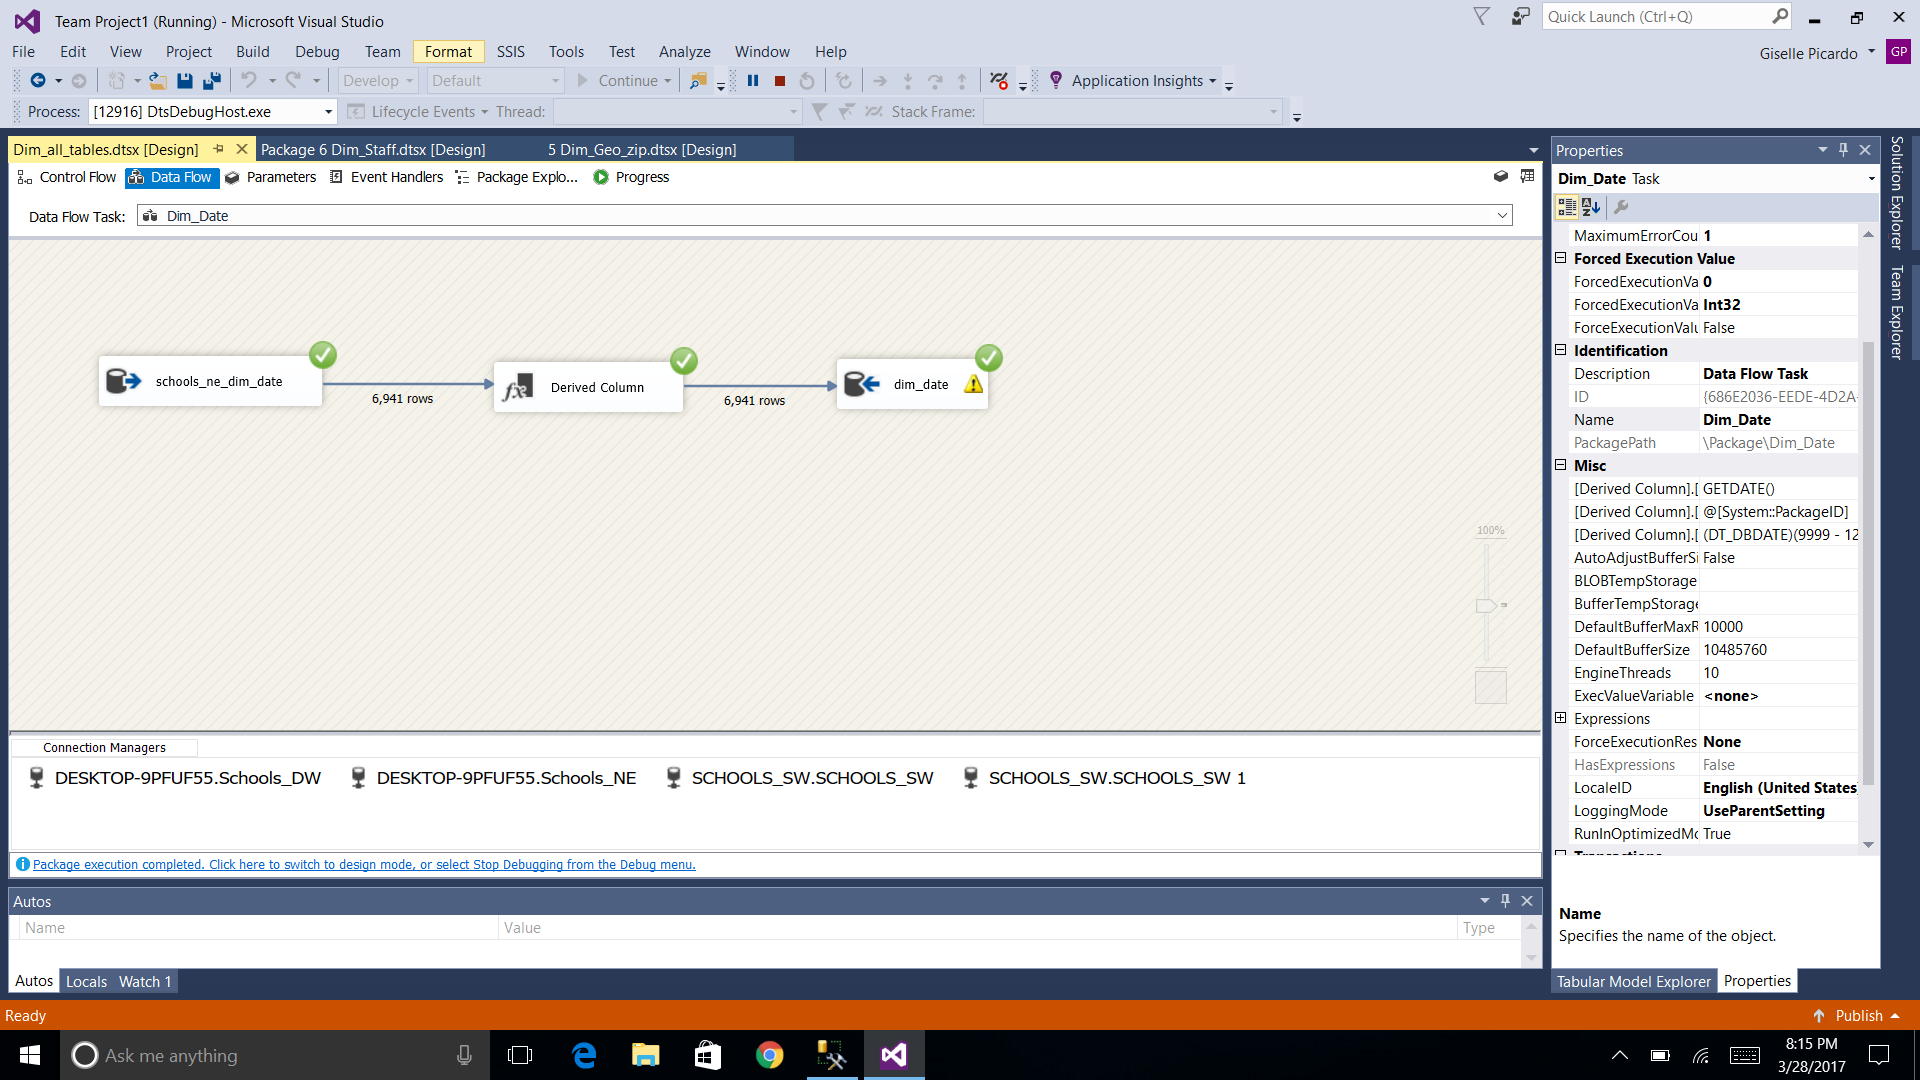 Team Project1 (Running) - Microsoft Visual Studio
Quick Launch (Ctrl+Q)
File Edit View Project Build Debug Team Format SSIS Tools Test Analyze Window Help
Giselle Picardo GP
Develop Default Continue Application Insights
Process: [12916] DtsDebugHost.exe Lifecycle Events Thread: Stack Frame:
Dim_all_tables.dtsx [Design] Package 6 Dim_Staff.dtsx [Design] 5 Dim_Geo_zip.dtsx [Design]
Control Flow Data Flow Parameters Event Handlers Package Explo... Progress
Data Flow Task: Dim_Date
schools_ne_dim_date
6,941 rows
Derived Column
6,941 rows
dim_date
100%
Connection Managers
DESKTOP-9PFUF55.Schools_DW DESKTOP-9PFUF55.Schools_NE SCHOOLS_SW.SCHOOLS_SW SCHOOLS_SW.SCHOOLS_SW 1
Package execution completed. Click here to switch to design mode, or select Stop Debugging from the Debug menu.
Autos
Name Value Type
Autos Locals Watch 1
Properties
Dim_Date Task
MaximumErrorCou 1
Forced Execution Value
ForcedExecutionVa 0
ForcedExecutionVa Int32
ForceExecutionValu False
Identification
Description Data Flow Task
ID {686E2036-EEDE-4D2A-
Name Dim_Date
PackagePath \Package\Dim_Date
Misc
[Derived Column].[ GETDATE()
[Derived Column].[ @[System::PackageID]
[Derived Column].[ (DT_DBDATE)(9999 - 12
AutoAdjustBufferSi False
BLOBTempStorage
BufferTempStorage
DefaultBufferMaxR 10000
DefaultBufferSize 10485760
EngineThreads 10
ExecValueVariable <none>
Expressions
ForceExecutionRes None
HasExpressions False
LocaleID English (United States)
LoggingMode UseParentSetting
RunInOptimizedMo True
Transactions
Name
Specifies the name of the object.
Tabular Model Explorer Properties
Solution Explorer
Team Explorer
Ready
Publish
Ask me anything
8:15 PM
3/28/2017